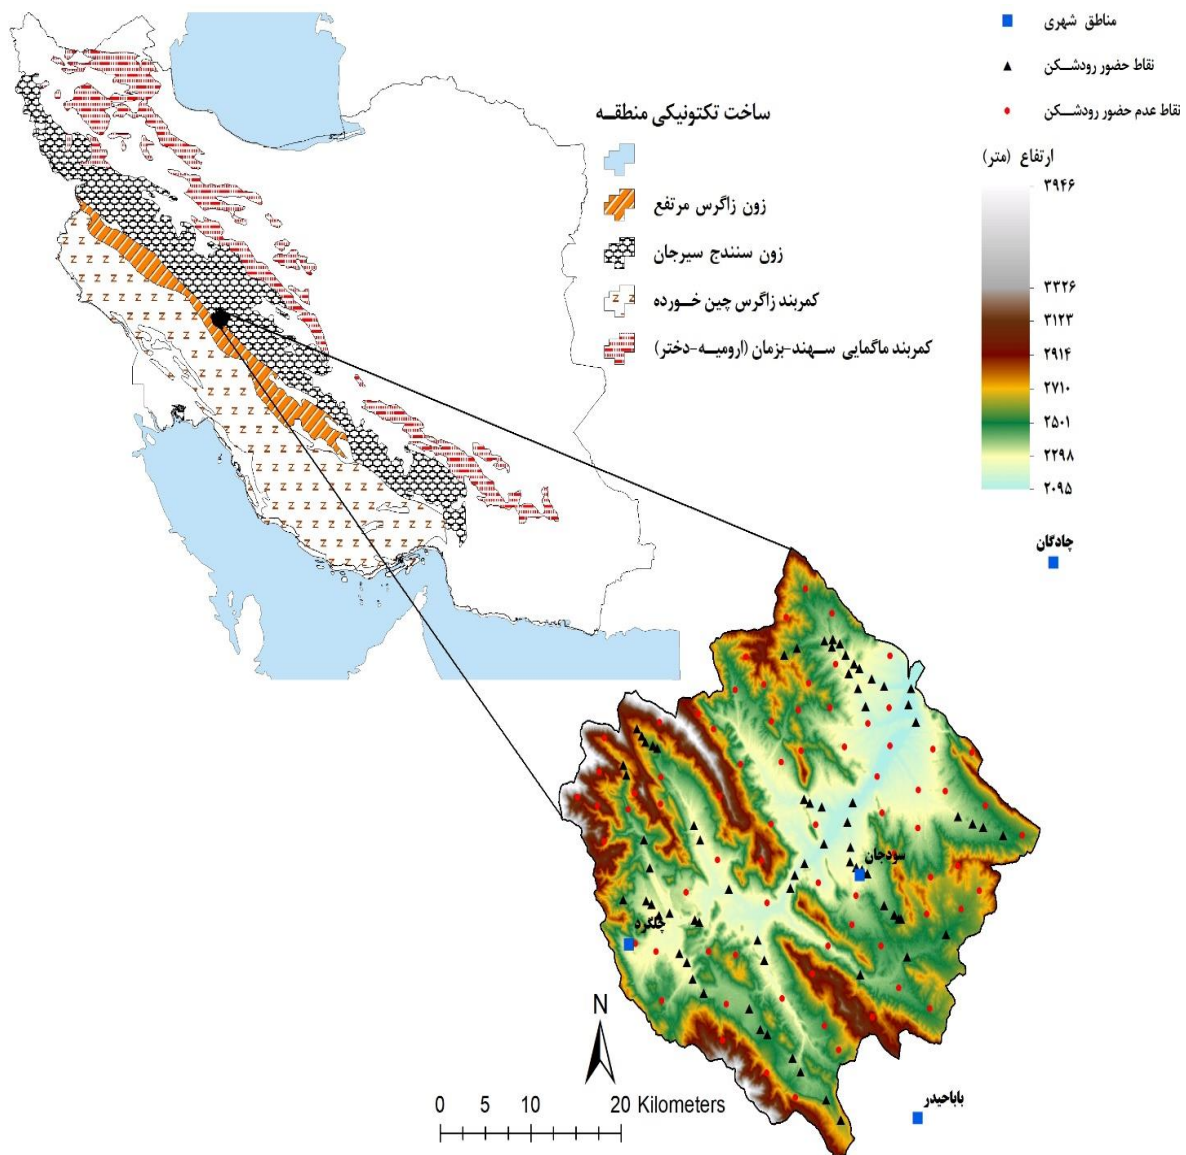 مناطق شهری
نقاط حضور رودشکن
نقاط عدم حضور رودشکن
ساخت تکتونیکی منطقه
زون زاگرس مرتفع
زون سنندج سیرجان
کمربند زاگرس چین خورده
کمربند ماگمایی سهند-بزمان (ارومیه-دختر)
ارتفاع (متر)
۳۹۴۶
۳۳۲۶
۳۱۲۳
۲۹۱۴
۲۷۱۰
۲۵۰۱
۲۲۹۸
۲۰۹۵
چادگان
سودجان
چلگرد
باباحیدر
N
0 5 10 20 Kilometers